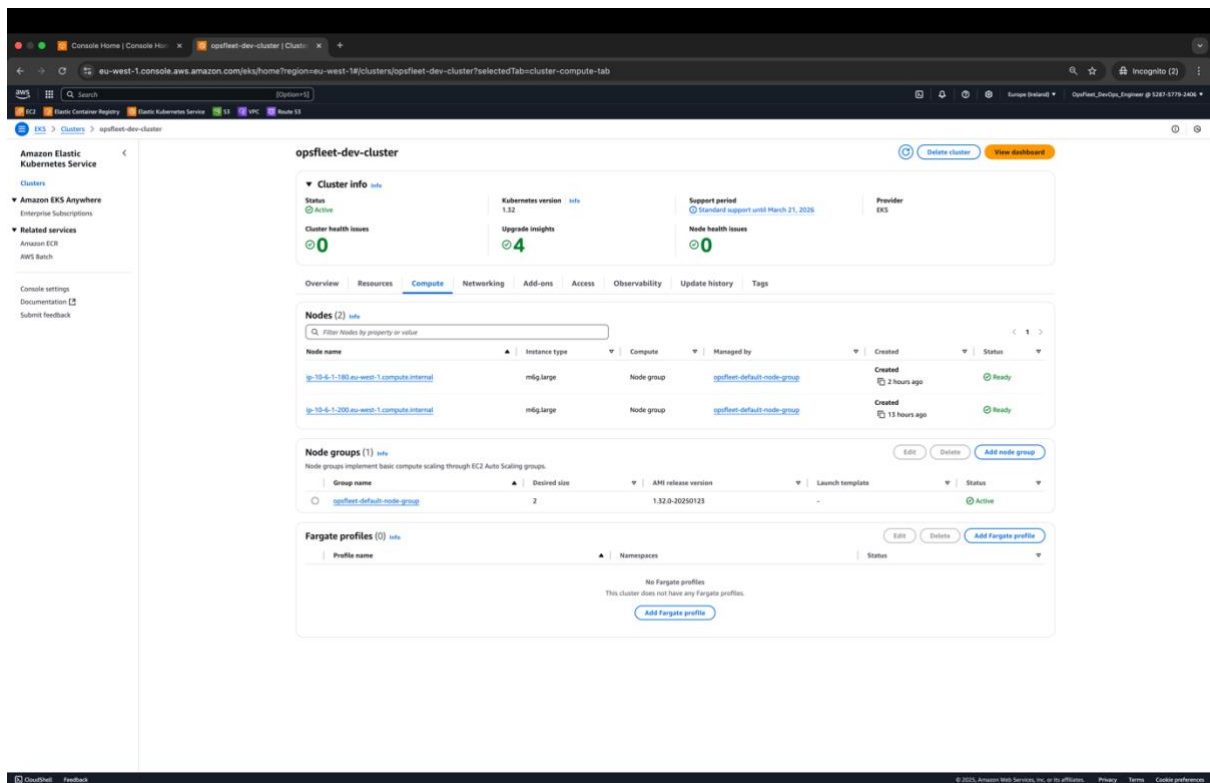 Console Home | Console Hom
opsfleet-dev-cluster | Cluste
eu-west-1.console.aws.amazon.com/eks/home?region=eu-west-1#/clusters/opsfleet-dev-cluster?selectedTab=cluster-compute-tab
Incognito (2)
aws
Search
[Option+S]
Europe (Ireland)
OpsFleet_DevOps_Engineer @ 5287-5779-2406
EC2
Elastic Container Registry
Elastic Kubernetes Service
S3
VPC
Route 53
EKS > Clusters > opsfleet-dev-cluster
Amazon Elastic
Kubernetes Service
Clusters
Amazon EKS Anywhere
Enterprise Subscriptions
Related services
Amazon ECR
AWS Batch
Console settings
Documentation
Submit feedback
opsfleet-dev-cluster
Delete cluster
View dashboard
Cluster info Info
Status
Active
Kubernetes version Info
1.32
Support period
Standard support until March 21, 2026
Provider
EKS
Cluster health issues
0
Upgrade insights
4
Node health issues
0
Overview
Resources
Compute
Networking
Add-ons
Access
Observability
Update history
Tags
Nodes (2) Info
Filter Nodes by property or value
< 1 >
Node name
Instance type
Compute
Managed by
Created
Status
ip-10-6-1-180.eu-west-1.compute.internal
m6g.large
Node group
opsfleet-default-node-group
Created
2 hours ago
Ready
ip-10-6-1-200.eu-west-1.compute.internal
m6g.large
Node group
opsfleet-default-node-group
Created
13 hours ago
Ready
Node groups (1) Info
Edit
Delete
Add node group
Node groups implement basic compute scaling through EC2 Auto Scaling groups.
Group name
Desired size
AMI release version
Launch template
Status
opsfleet-default-node-group
2
1.32.0-20250123
-
Active
Fargate profiles (0) Info
Edit
Delete
Add Fargate profile
Profile name
Namespaces
Status
No Fargate profiles
This cluster does not have any Fargate profiles.
Add Fargate profile
CloudShell
Feedback
© 2025, Amazon Web Services, Inc. or its affiliates.
Privacy
Terms
Cookie preferences